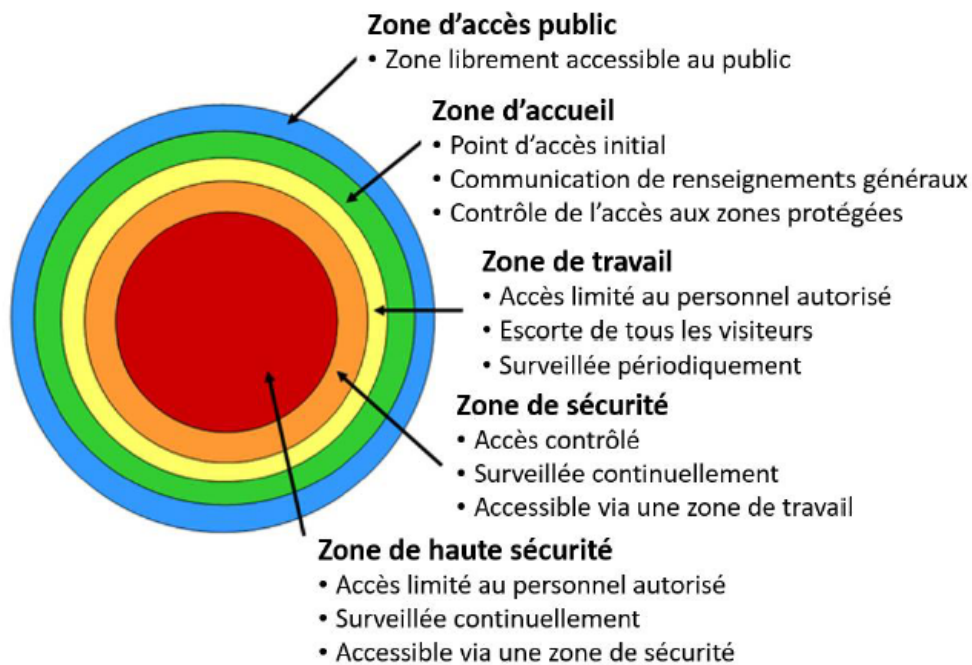 Zone d'accès public
• Zone librement accessible au public
Zone d'accueil
• Point d'accès initial
• Communication de renseignements généraux
• Contrôle de l'accès aux zones protégées
Zone de travail
• Accès limité au personnel autorisé
• Escorte de tous les visiteurs
• Surveillée périodiquement
Zone de sécurité
• Accès contrôlé
• Surveillée continuellement
• Accessible via une zone de travail
Zone de haute sécurité
• Accès limité au personnel autorisé
• Surveillée continuellement
• Accessible via une zone de sécurité